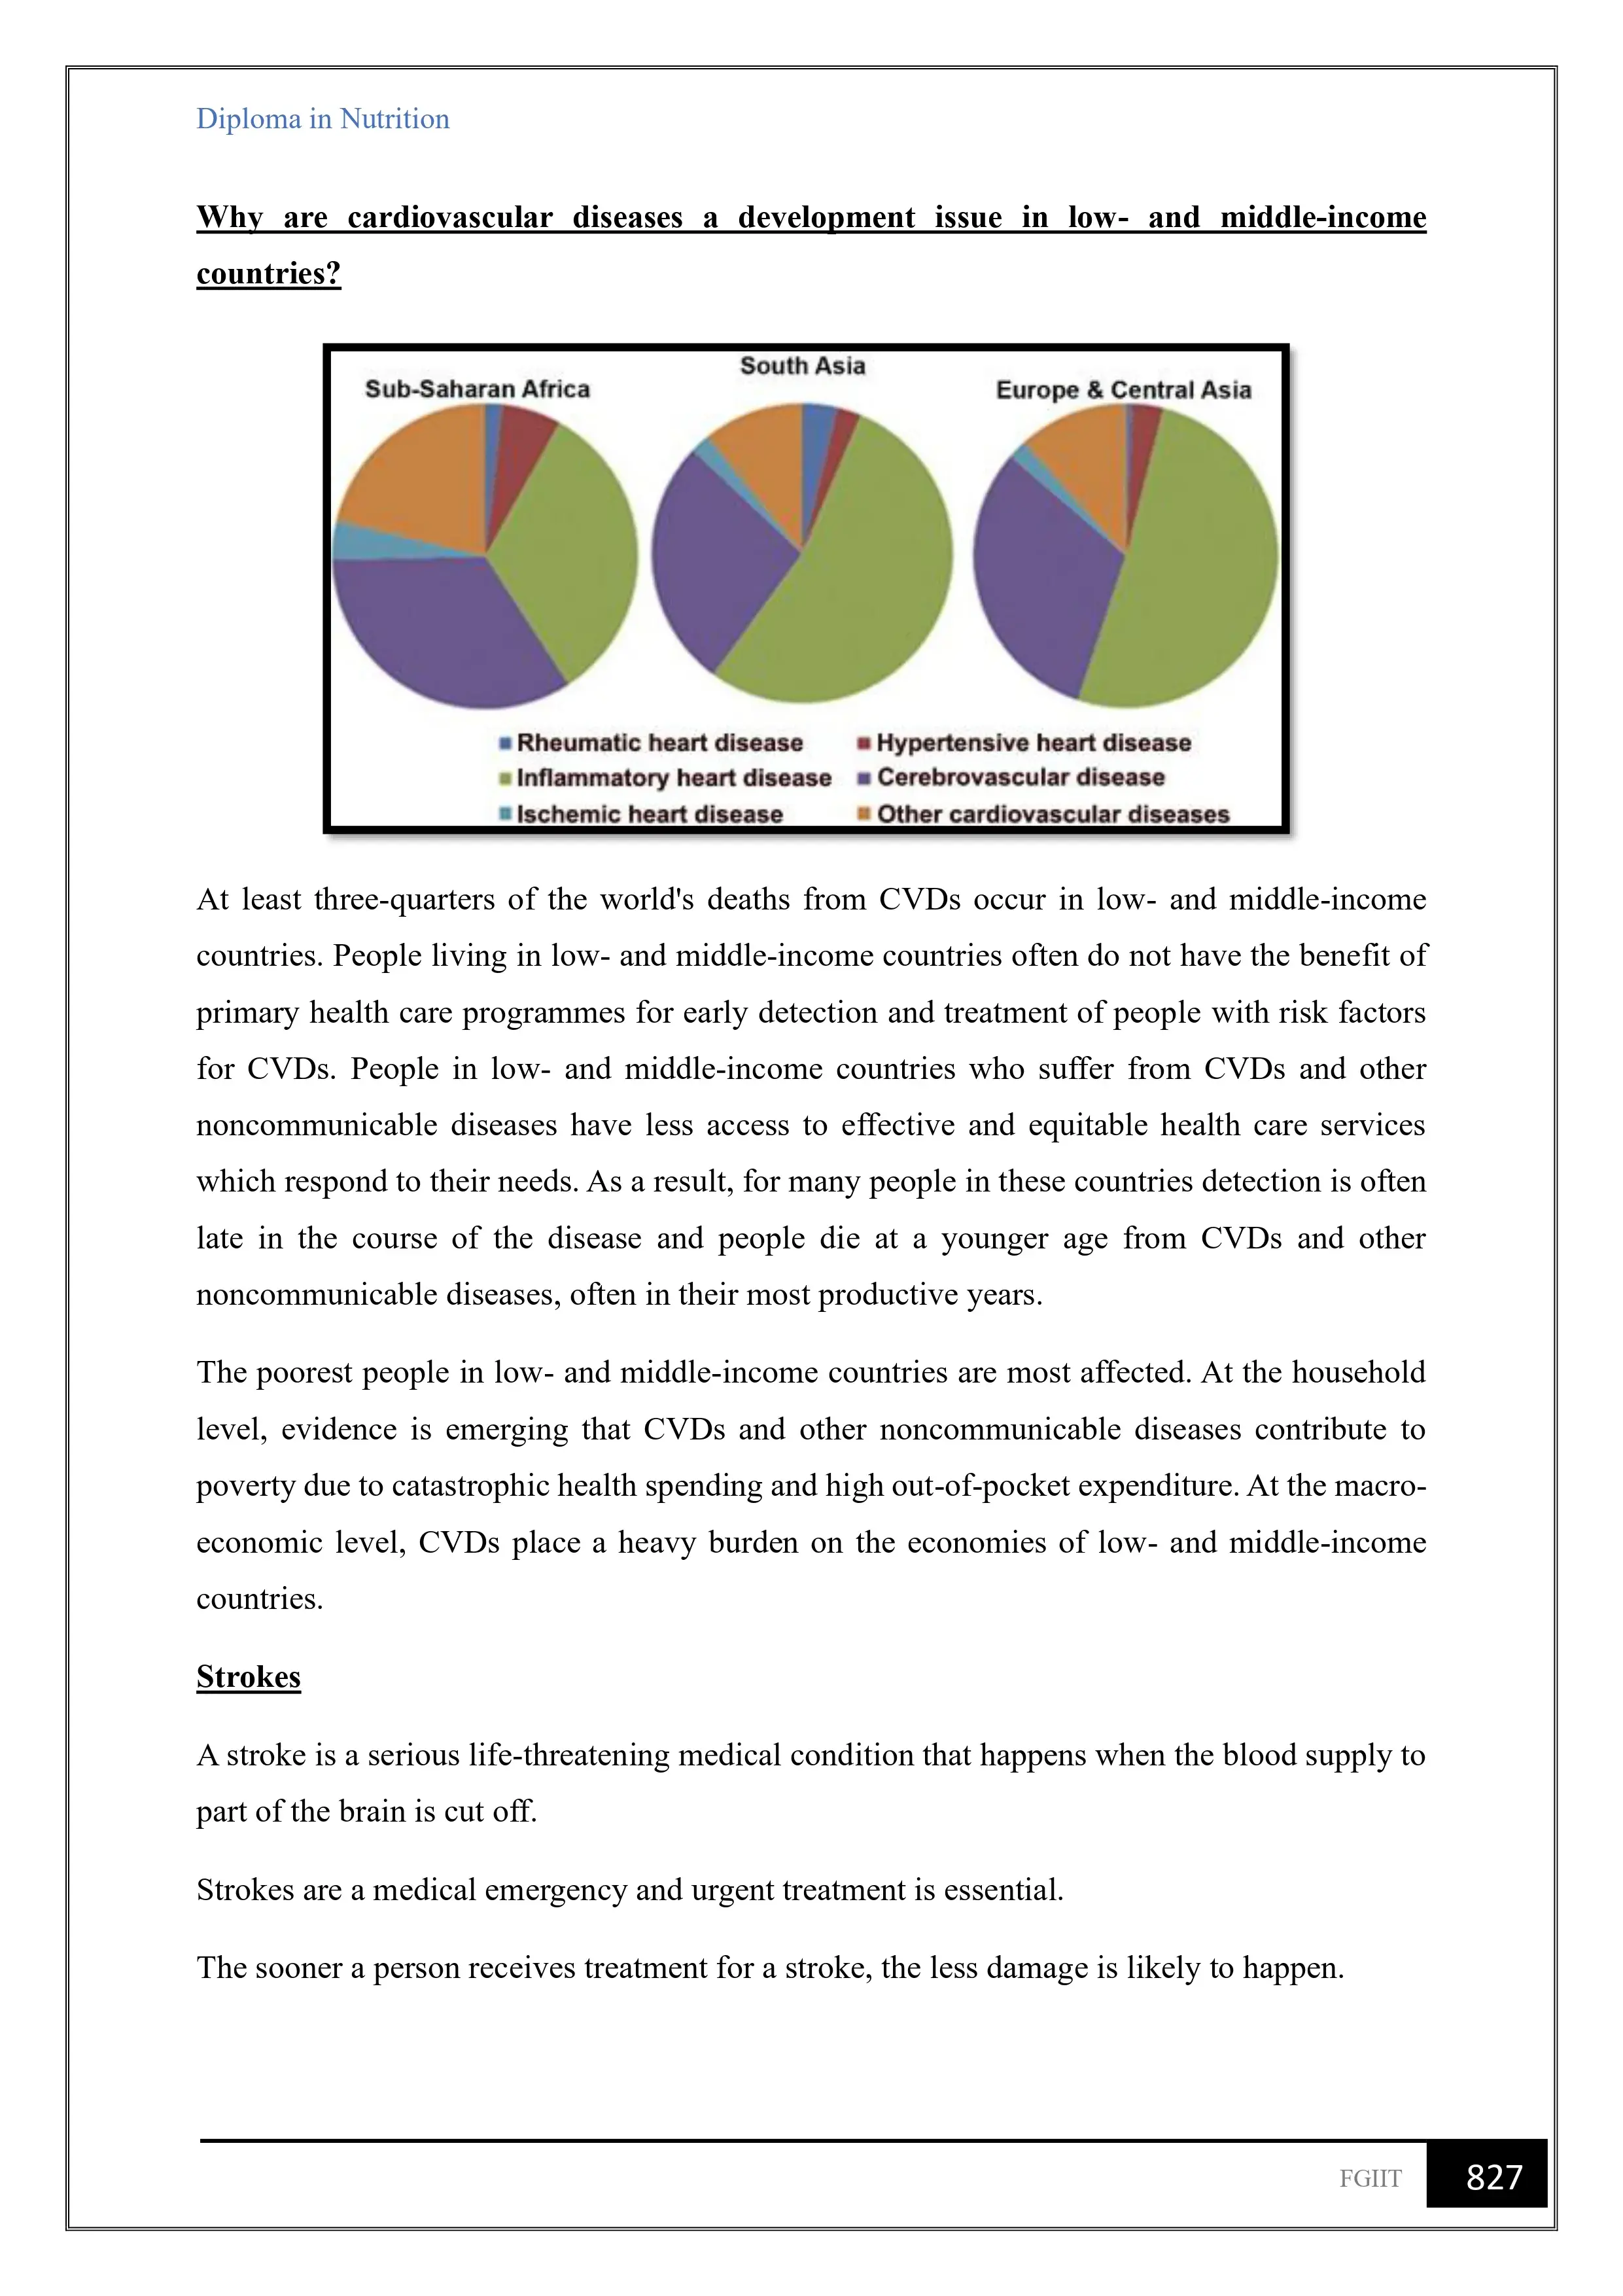 Diploma in Nutrition
Why are cardiovascular diseases a development issue in low- and middle-income
countries?
Sub-Saharan Africa
South Asia
Europe & Central Asia
Rheumatic heart disease
Hypertensive heart disease
Inflammatory heart disease
Cerebrovascular disease
Ischemic heart disease
Other cardiovascular diseases
At least three-quarters of the world's deaths from CVDs occur in low- and middle-income
countries. People living in low- and middle-income countries often do not have the benefit of
primary health care programmes for early detection and treatment of people with risk factors
for CVDs. People in low- and middle-income countries who suffer from CVDs and other
noncommunicable diseases have less access to effective and equitable health care services
which respond to their needs. As a result, for many people in these countries detection is often
late in the course of the disease and people die at a younger age from CVDs and other
noncommunicable diseases, often in their most productive years.
The poorest people in low- and middle-income countries are most affected. At the household
level, evidence is emerging that CVDs and other noncommunicable diseases contribute to
poverty due to catastrophic health spending and high out-of-pocket expenditure. At the macro-
economic level, CVDs place a heavy burden on the economies of low- and middle-income
countries.
Strokes
A stroke is a serious life-threatening medical condition that happens when the blood supply to
part of the brain is cut off.
Strokes are a medical emergency and urgent treatment is essential.
The sooner a person receives treatment for a stroke, the less damage is likely to happen.
FGIIT
827